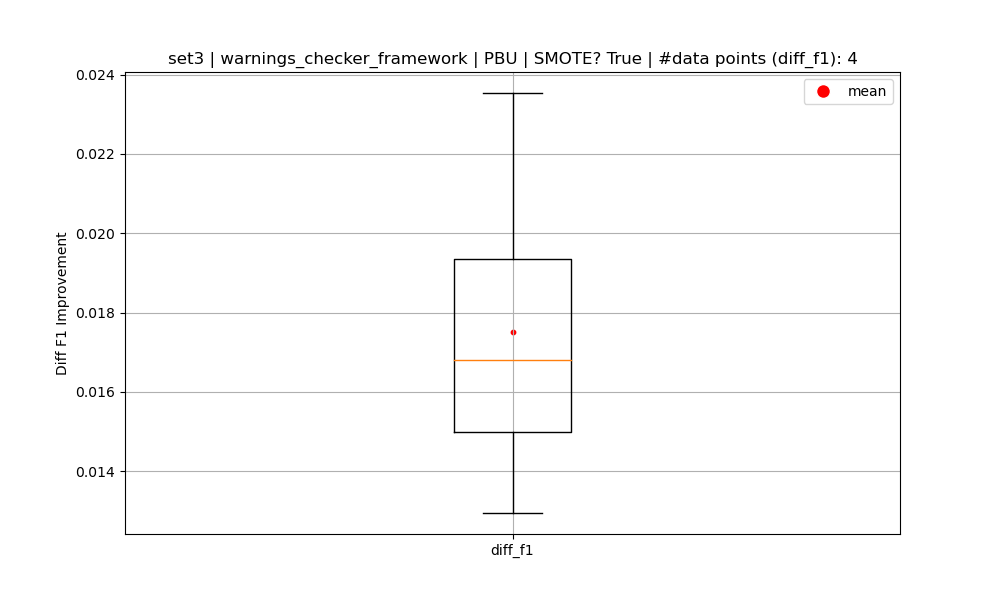 set3 | warnings_checker_framework | PBU | SMOTE? True | #data points (diff_f1): 4
mean
0.024
0.022
0.020
0.018
0.016
0.014
Diff F1 Improvement
diff_f1